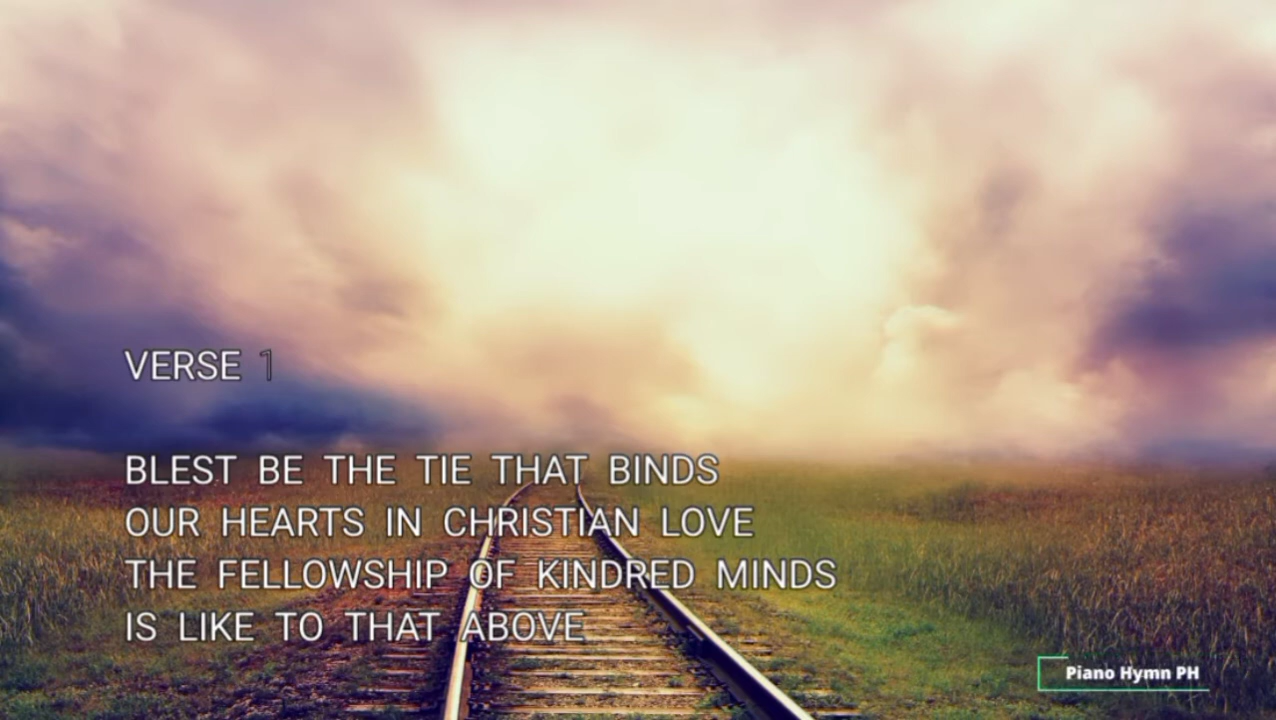 VERSE 1
BLEST BE THE TIE THAT BINDS
OUR HEARTS IN CHRISTIAN LOVE
THE FELLOWSHIP OF KINDRED MINDS
IS LIKE TO THAT ABOVE
Piano Hymn PH